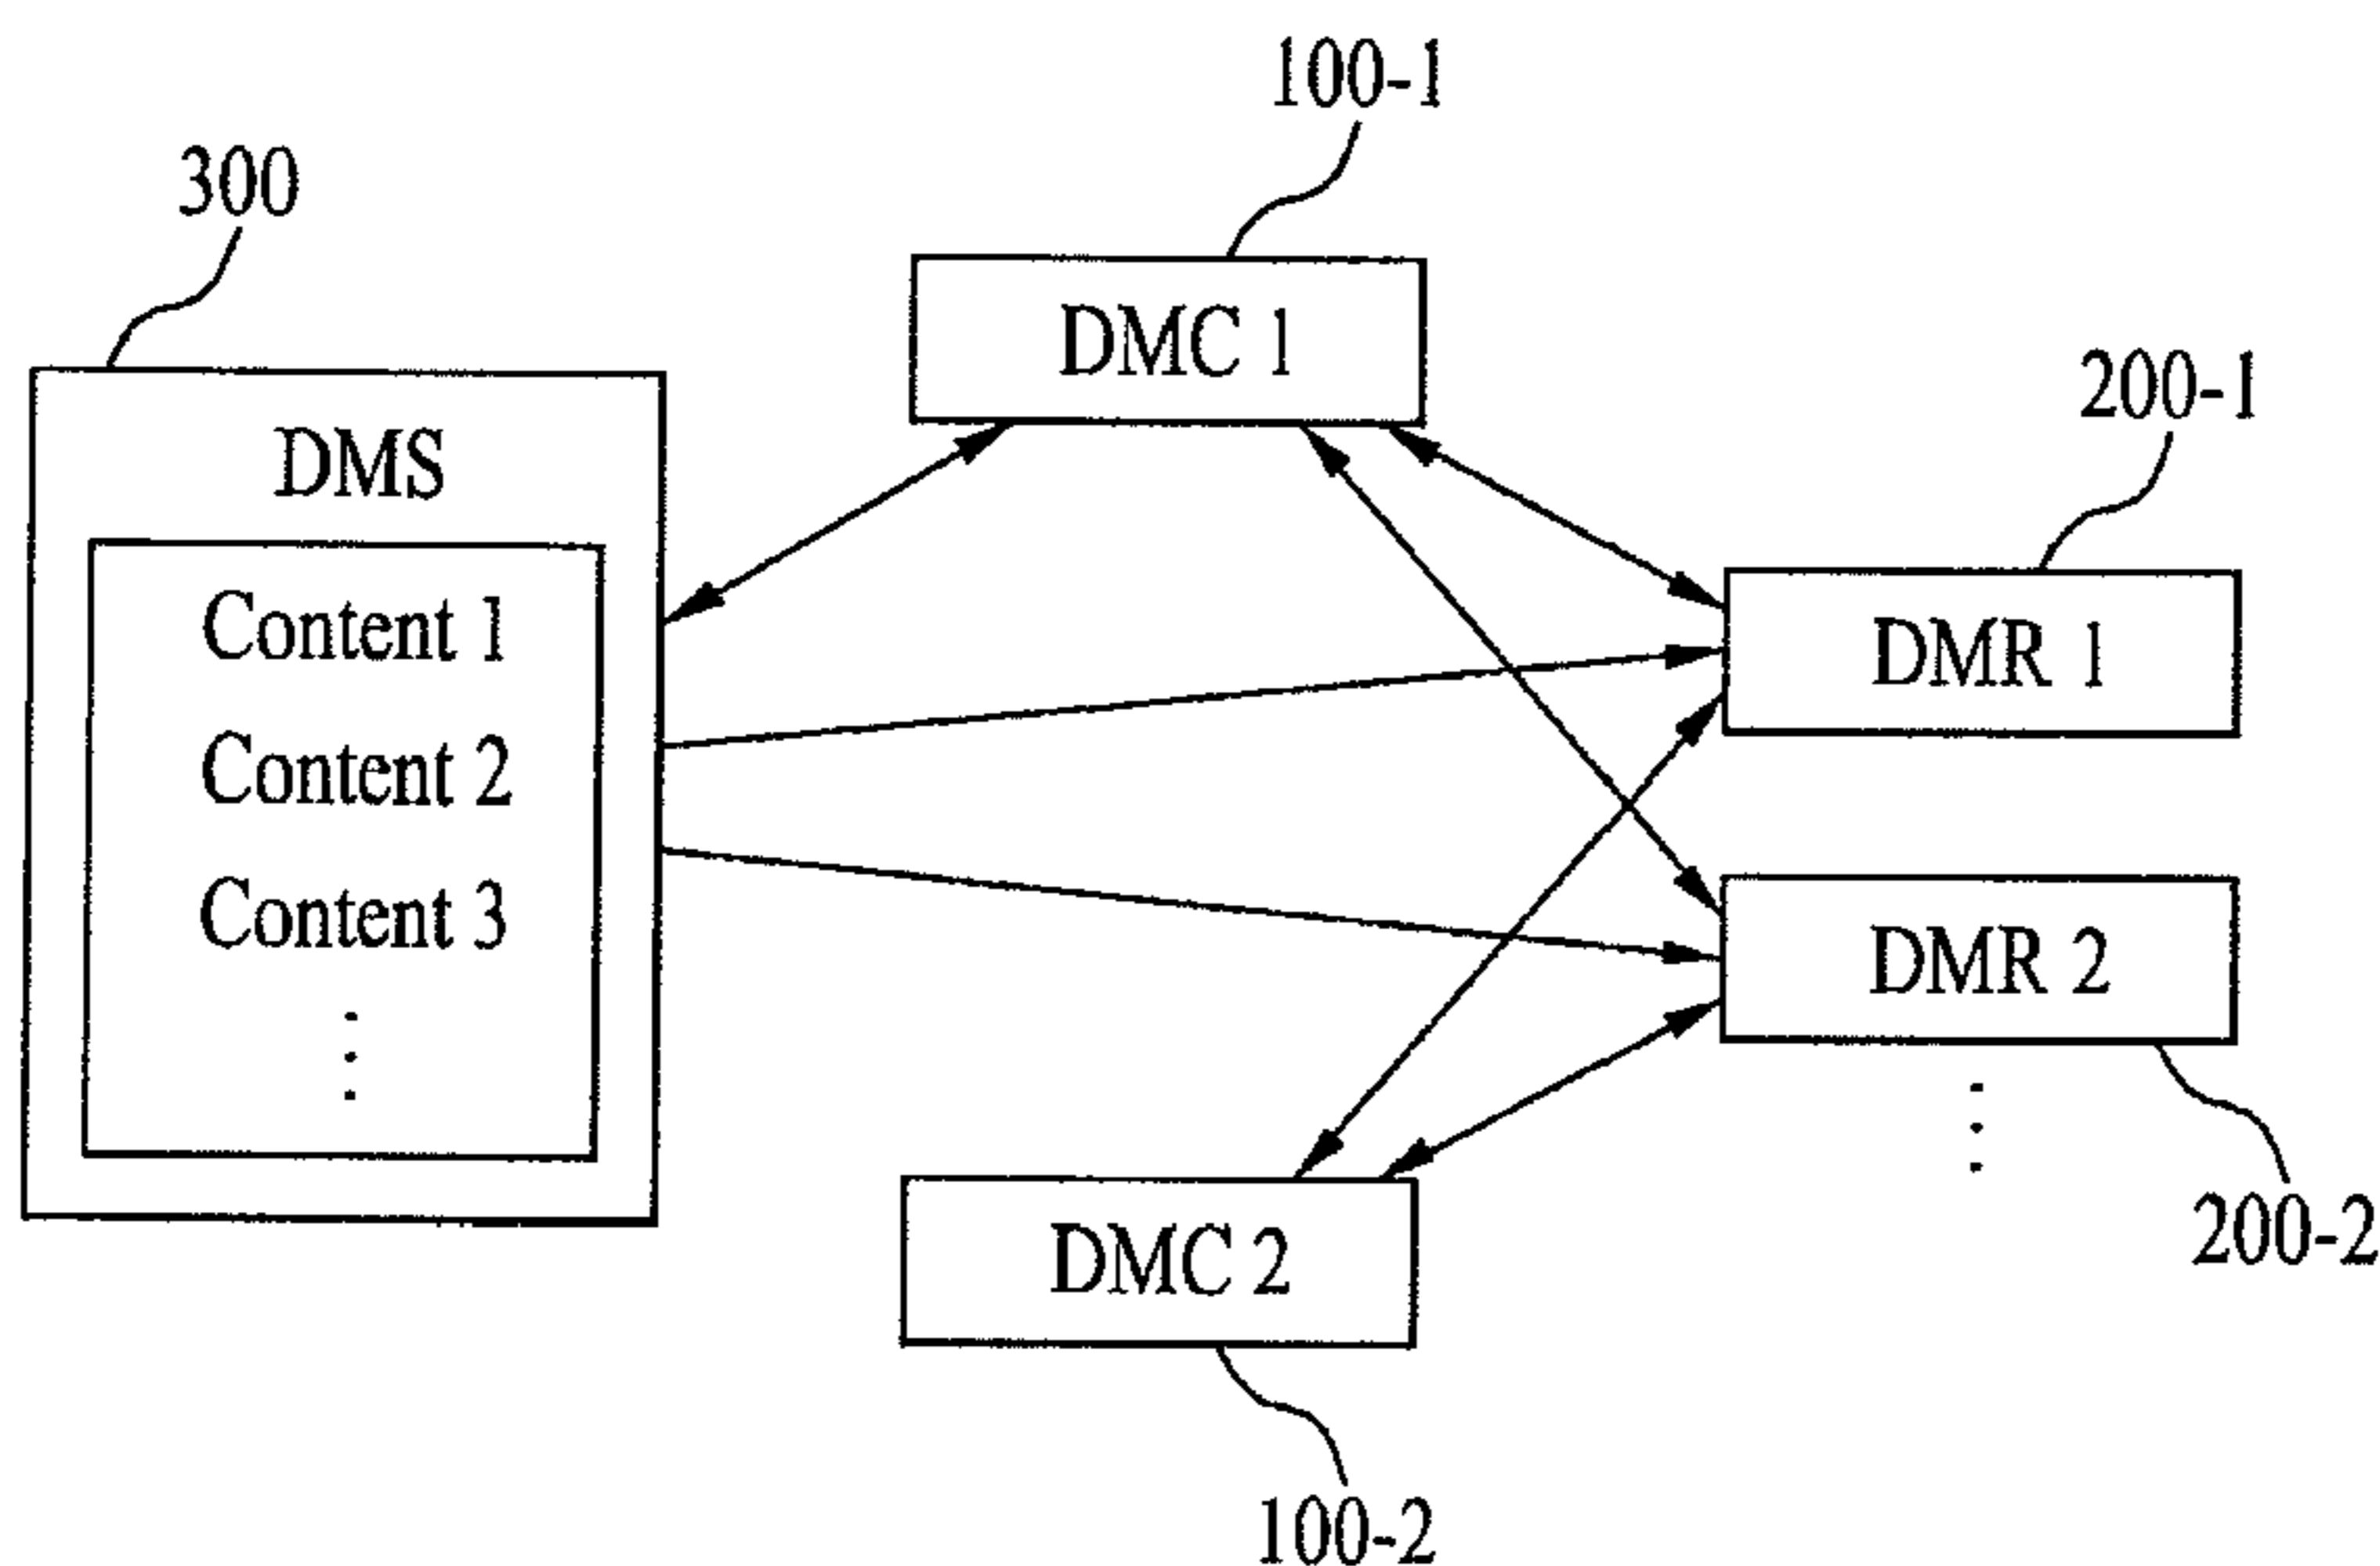 100-1
300
DMC 1
200-1
DMS
Content 1
DMR 1
Content 2
Content 3
DMR 2
DMC 2
200-2
100-2